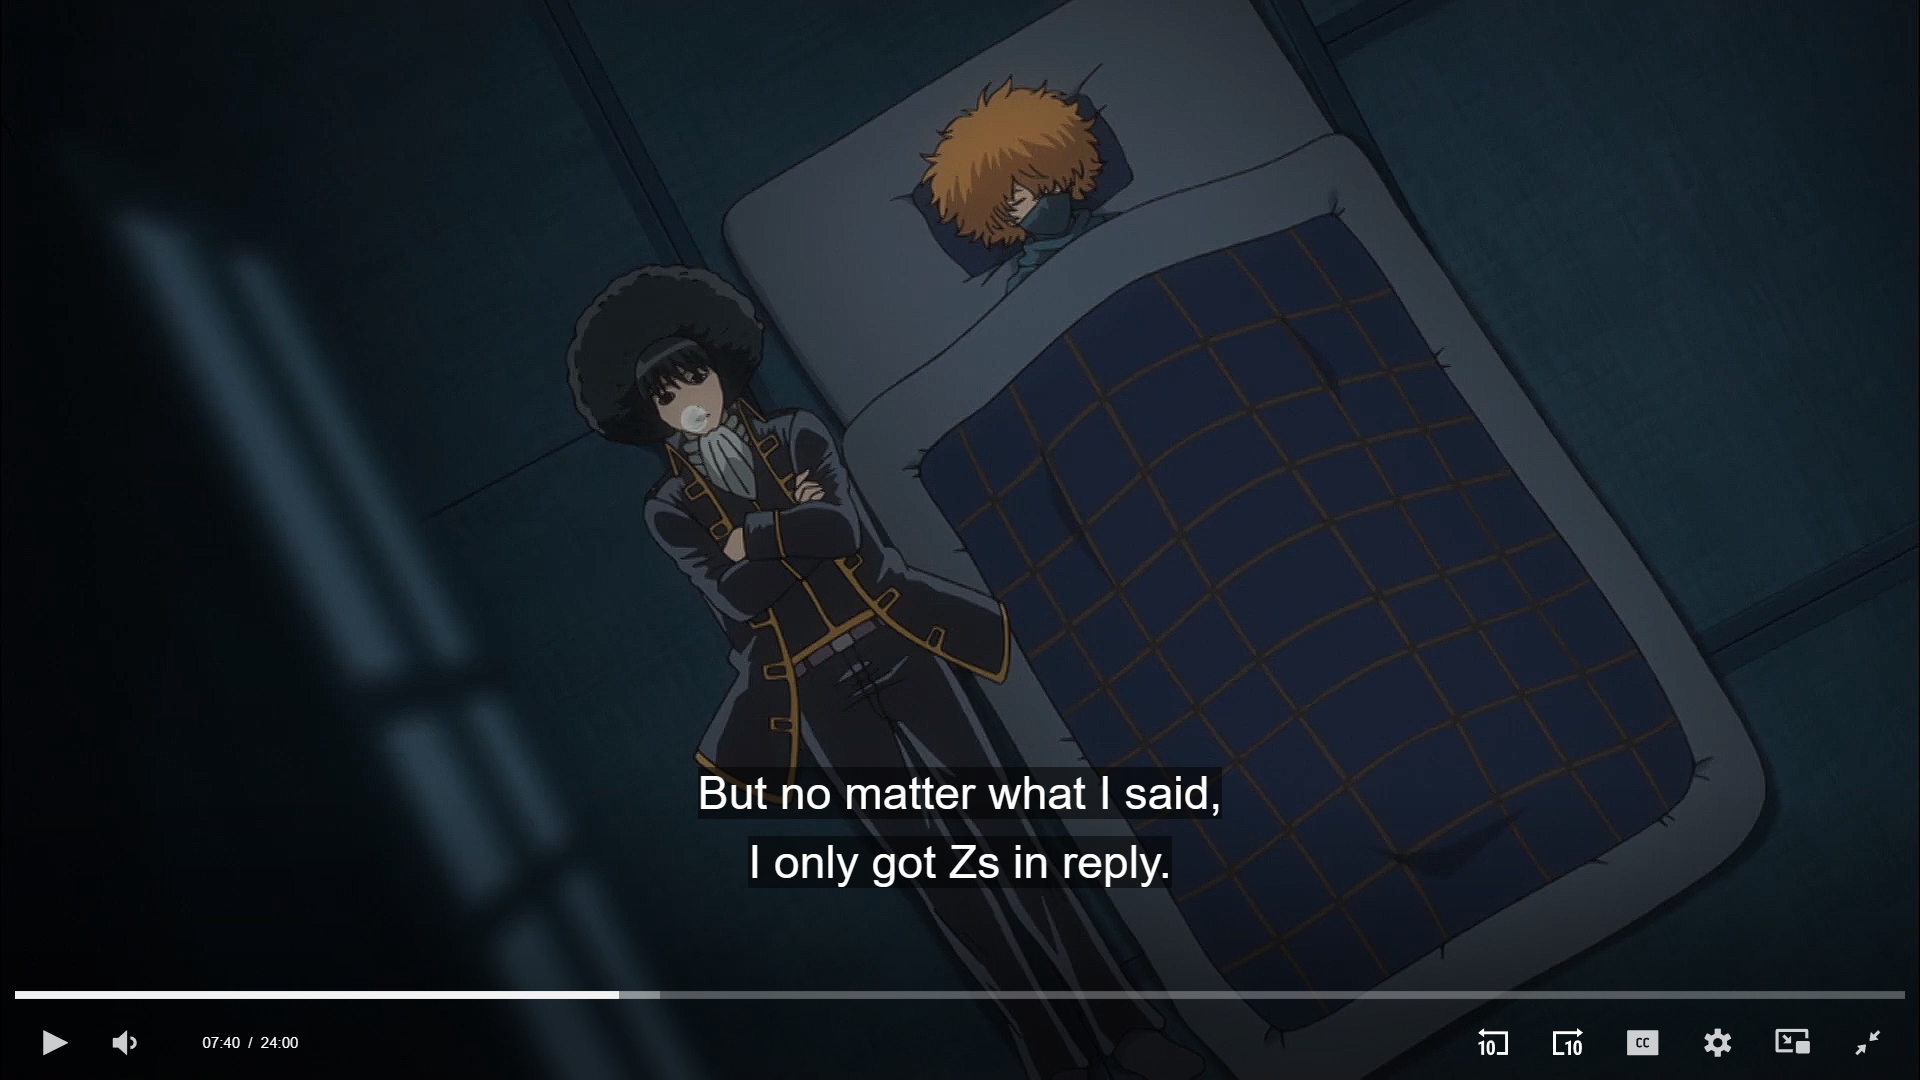 But no matter what I said,
I only got Zs in reply.
07:40 / 24:00
10
10
CC